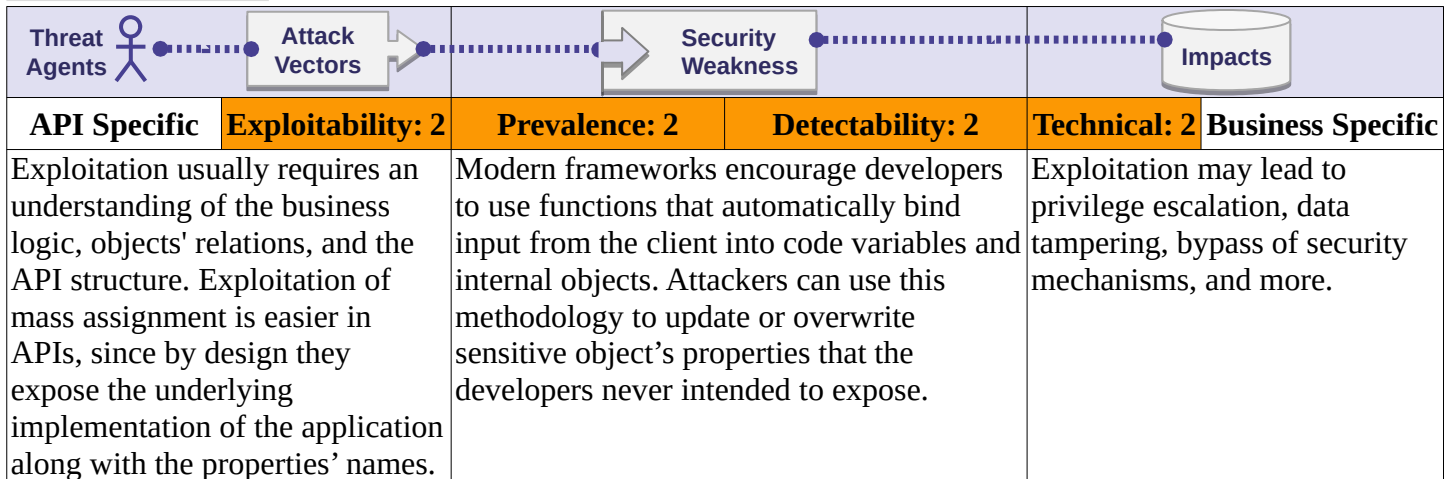 Threat Agents
Attack Vectors
Security Weakness
Impacts
API Specific
Exploitability: 2
Prevalence: 2
Detectability: 2
Technical: 2
Business Specific
Exploitation usually requires an
understanding of the business
logic, objects' relations, and the
API structure. Exploitation of
mass assignment is easier in
APIs, since by design they
expose the underlying
implementation of the application
along with the properties’ names.
Modern frameworks encourage developers
to use functions that automatically bind
input from the client into code variables and
internal objects. Attackers can use this
methodology to update or overwrite
sensitive object’s properties that the
developers never intended to expose.
Exploitation may lead to
privilege escalation, data
tampering, bypass of security
mechanisms, and more.